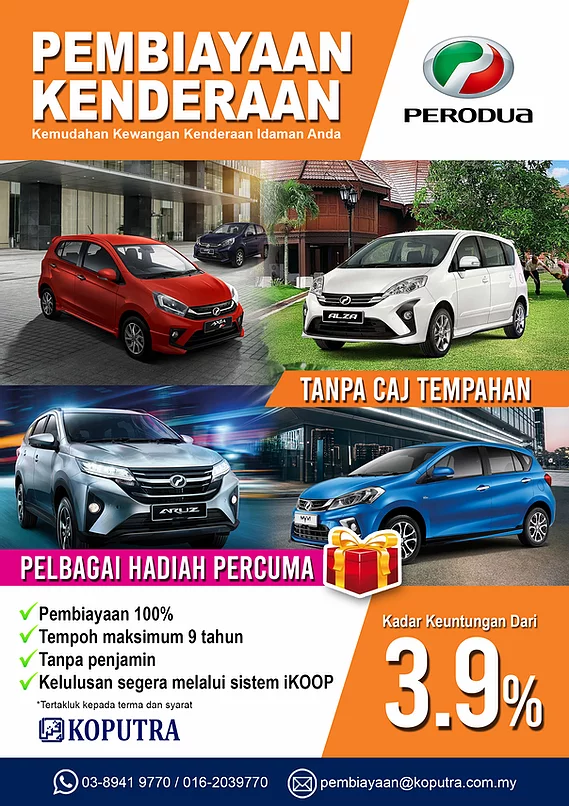 PEMBIAYAAN
KENDERAAN
Kemudahan Kewangan Kenderaan Idaman Anda
PERODUA
AXIA
ALZA
TANPA CAJ TEMPAHAN
ARUZ
MYVI
PELBAGAI HADIAH PERCUMA
Pembiayaan 100%
Tempoh maksimum 9 tahun
Tanpa penjamin
Kelulusan segera melalui sistem iKOOP
*Tertakluk kepada terma dan syarat
KOPUTRA
Kadar Keuntungan Dari
3.9%
03-8941 9770 / 016-2039770
pembiayaan@koputra.com.my